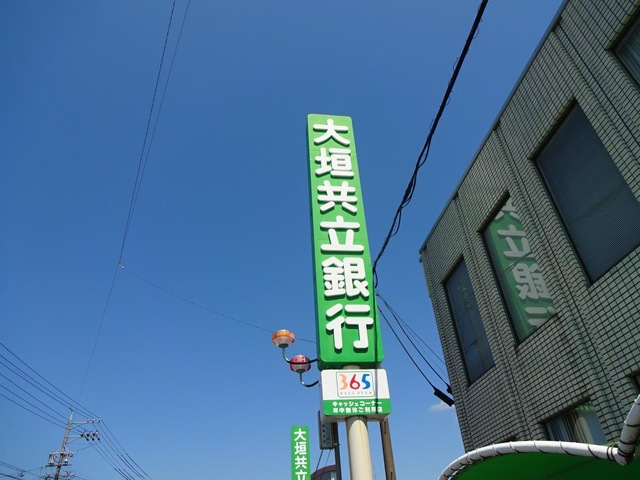 大垣共立銀行
365
キャッシュコーナー
年中無休ご利用を
大垣共立